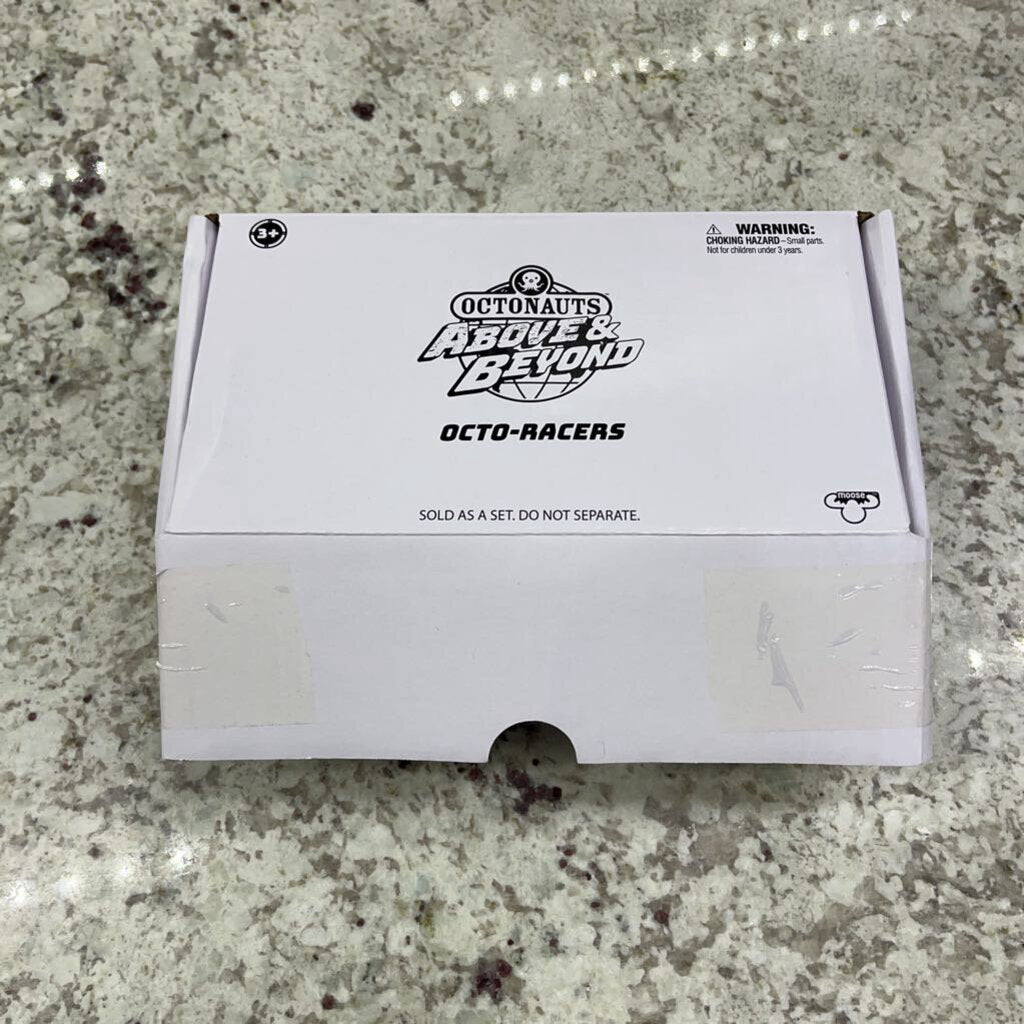 3+
WARNING:
CHOKING HAZARD – Small parts.
Not for children under 3 years.
OCTONAUTS
ABOVE &
BEYOND
OCTO-RACERS
SOLD AS A SET. DO NOT SEPARATE.
moose